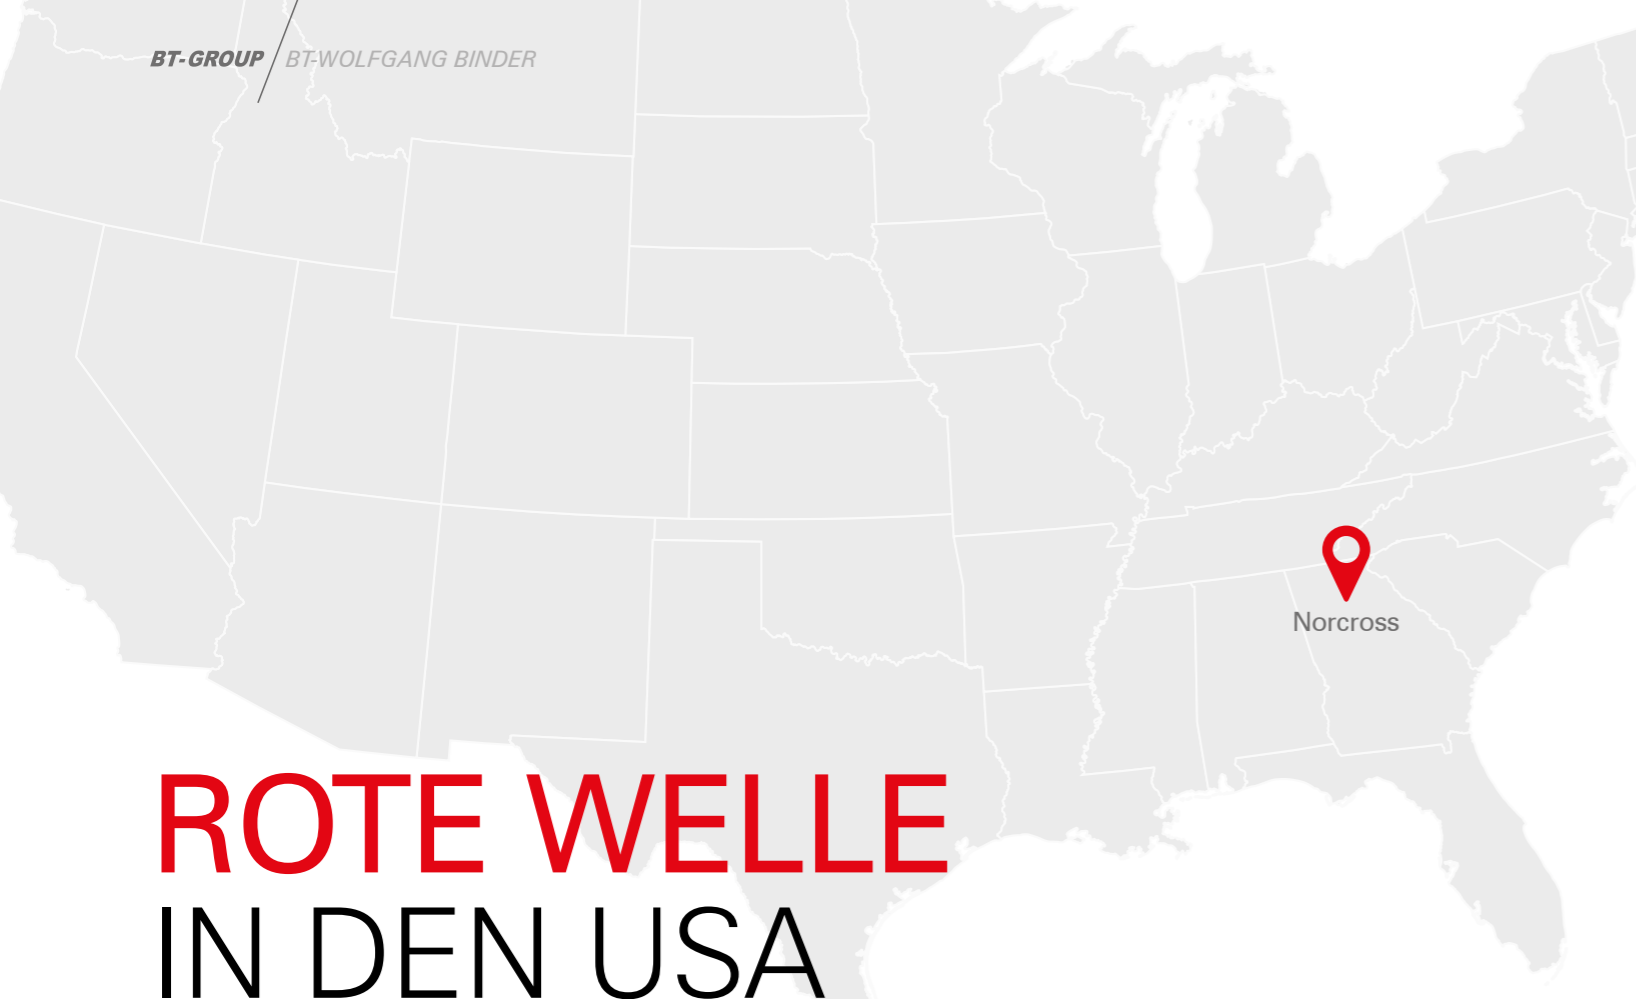 BT-GROUP / BT-WOLFGANG BINDER
Norcross
ROTE WELLE
IN DEN USA